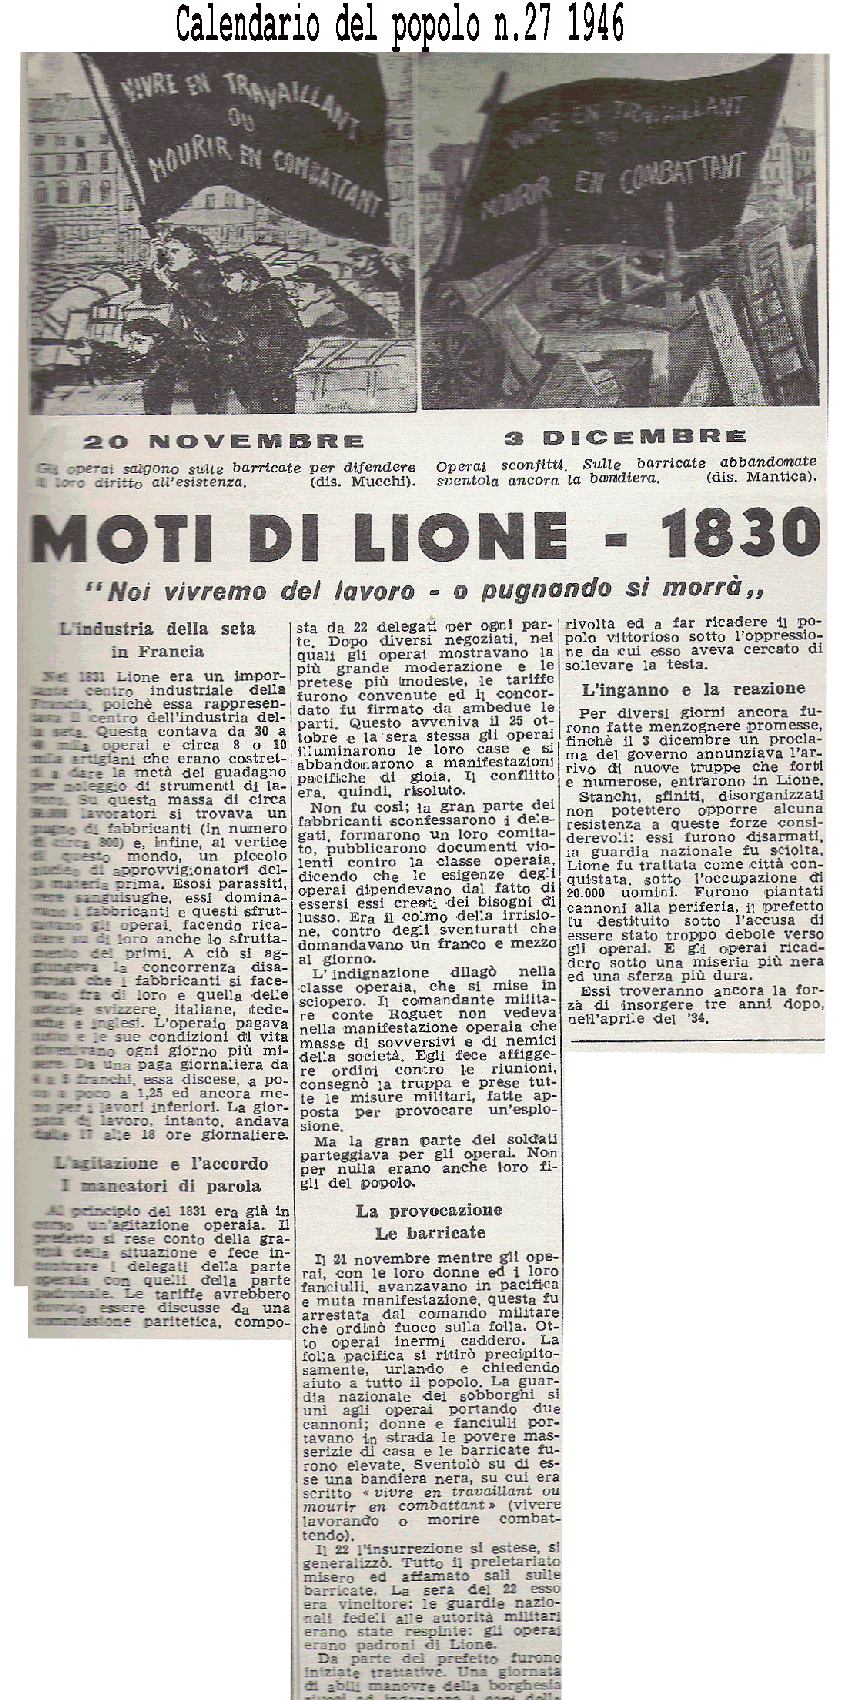 Calendario del popolo n.27 1946
VIVRE EN TRAVAILLANT
OU
MOURIR EN COMBATTANT
VIVRE EN TRAVAILLANT
OU
MOURIR EN COMBATTANT
20 NOVEMBRE
Gli operai salgono sulle barricate per difendere
il loro diritto all'esistenza. (dis. Mucchi).
3 DICEMBRE
Operai sconfitti. Sulle barricate abbandonate
sventola ancora la bandiera. (dis. Mantica).
MOTI DI LIONE - 1830
"Noi vivremo del lavoro - o pugnando si morrà„
L'industria della seta
in Francia
Nel 1831 Lione era un impor-
tante centro industriale della
Francia, poichè essa rappresen-
tava il centro dell'industria del-
la seta. Questa contava da 30 a
40 mila operai e circa 8 o 10
mila artigiani che erano costret-
ti a dare la metà del guadagno
per noleggio di strumenti di la-
voro. Su questa massa di circa
lavoratori si trovava un
pugno di fabbricanti (in numero
di circa 800) e, infine, al vertice
di questo mondo, un piccolo
nucleo di approvvigionatori del-
la materia prima. Esosi parassiti,
vere sanguisughe, essi domina-
vano i fabbricanti e questi sfrut-
tavano gli operai, facendo rica-
dere su di loro anche lo sfrutta-
mento dei primi. A ciò si ag-
giungeva la concorrenza disa-
strosa che i fabbricanti si face-
vano fra di loro e quella delle
seterie svizzere, italiane, tede-
sche e inglesi. L'operaio pagava
tutto e le sue condizioni di vita
divenivano ogni giorno più mi-
sere. Da una paga giornaliera da
4 a 5 franchi, essa discese, a po-
co a poco a 1,25 ed ancora me-
no per i lavori inferiori. La gior-
nata di lavoro, intanto, andava
dalle 17 alle 18 ore giornaliere.
L'agitazione e l'accordo
I mancatori di parola
Al principio del 1831 era già in
corso un'agitazione operaia. Il
prefetto si rese conto della gra-
vità della situazione e fece in-
contrare i delegati della parte
operaia con quelli della parte
padronale. Le tariffe avrebbero
dovuto essere discusse da una
commissione paritetica, compo-
sta da 22 delegati per ogni par-
te. Dopo diversi negoziati, nei
quali gli operai mostravano la
più grande moderazione e le
pretese più modeste, le tariffe
furono convenute ed il concor-
dato fu firmato da ambedue le
parti. Questo avveniva il 25 ot-
tobre e la sera stessa gli operai
illuminarono le loro case e si
abbandonarono a manifestazioni
pacifiche di gioia. Il conflitto
era, quindi, risoluto.
Non fu così; la gran parte dei
fabbricanti sconfessarono i dele-
gati, formarono un loro comita-
to, pubblicarono documenti vio-
lenti contro la classe operaia,
dicendo che le esigenze degli
operai dipendevano dal fatto di
essersi essi creati dei bisogni di
lusso. Era il colmo della irrisio-
ne, contro degli sventurati che
domandavano un franco e mezzo
al giorno.
L'indignazione dilagò nella
classe operaia, che si mise in
sciopero. Il comandante milita-
re conte Roguet non vedeva
nella manifestazione operaia che
masse di sovversivi e di nemici
della società. Egli fece affigge-
re ordini contro le riunioni,
consegnò la truppa e prese tut-
te le misure militari, fatte ap-
posta per provocare un'esplo-
sione.
Ma la gran parte dei soldati
parteggiava per gli operai. Non
per nulla erano anche loro fi-
gli del popolo.
La provocazione
Le barricate
Il 21 novembre mentre gli ope-
rai, con le loro donne ed i loro
fanciulli, avanzavano in pacifica
e muta manifestazione, questa fu
arrestata dal comando militare
che ordinò fuoco sulla folla. Ot-
to operai inermi caddero. La
folla pacifica si ritirò precipito-
samente, urlando e chiedendo
aiuto a tutto il popolo. La guar-
dia nazionale dei sobborghi si
unì agli operai portando due
cannoni; donne e fanciulli por-
tavano in strada le povere mas-
serizie di casa e le barricate fu-
rono elevate. Sventolò su di es-
se una bandiera nera, su cui era
scritto « vivre en travaillant ou
mourir en combattant » (vivere
lavorando o morire combat-
tendo).
Il 22 l'insurrezione si estese, si
generalizzò. Tutto il preletariato
misero ed affamato salì sulle
barricate. La sera del 22 esso
era vincitore: le guardie nazio-
nali fedeli alle autorità militari
erano state respinte: gli operai
erano padroni di Lione.
Da parte del prefetto furono
iniziate trattative. Una giornata
di abili manovre della borghesia
rivolta ed a far ricadere il po-
polo vittorioso sotto l'oppressio-
ne da cui esso aveva cercato di
sollevare la testa.
L'inganno e la reazione
Per diversi giorni ancora fu-
rono fatte menzognere promesse,
finchè il 3 dicembre un procla-
ma del governo annunziava l'ar-
rivo di nuove truppe che forti
e numerose, entrarono in Lione.
Stanchi, sfiniti, disorganizzati
non potettero opporre alcuna
resistenza a queste forze consi-
derevoli: essi furono disarmati,
la guardia nazionale fu sciolta.
Lione fu trattata come città con-
quistata, sotto l'occupazione di
20.000 uomini. Furono piantati
cannoni alla periferia, il prefetto
fu destituito sotto l'accusa di
essere stato troppo debole verso
gli operai. E gli operai ricad-
dero sotto una miseria più nera
ed una sferza più dura.
Essi troveranno ancora la for-
zà di insorgere tre anni dopo,
nell'aprile del '34.